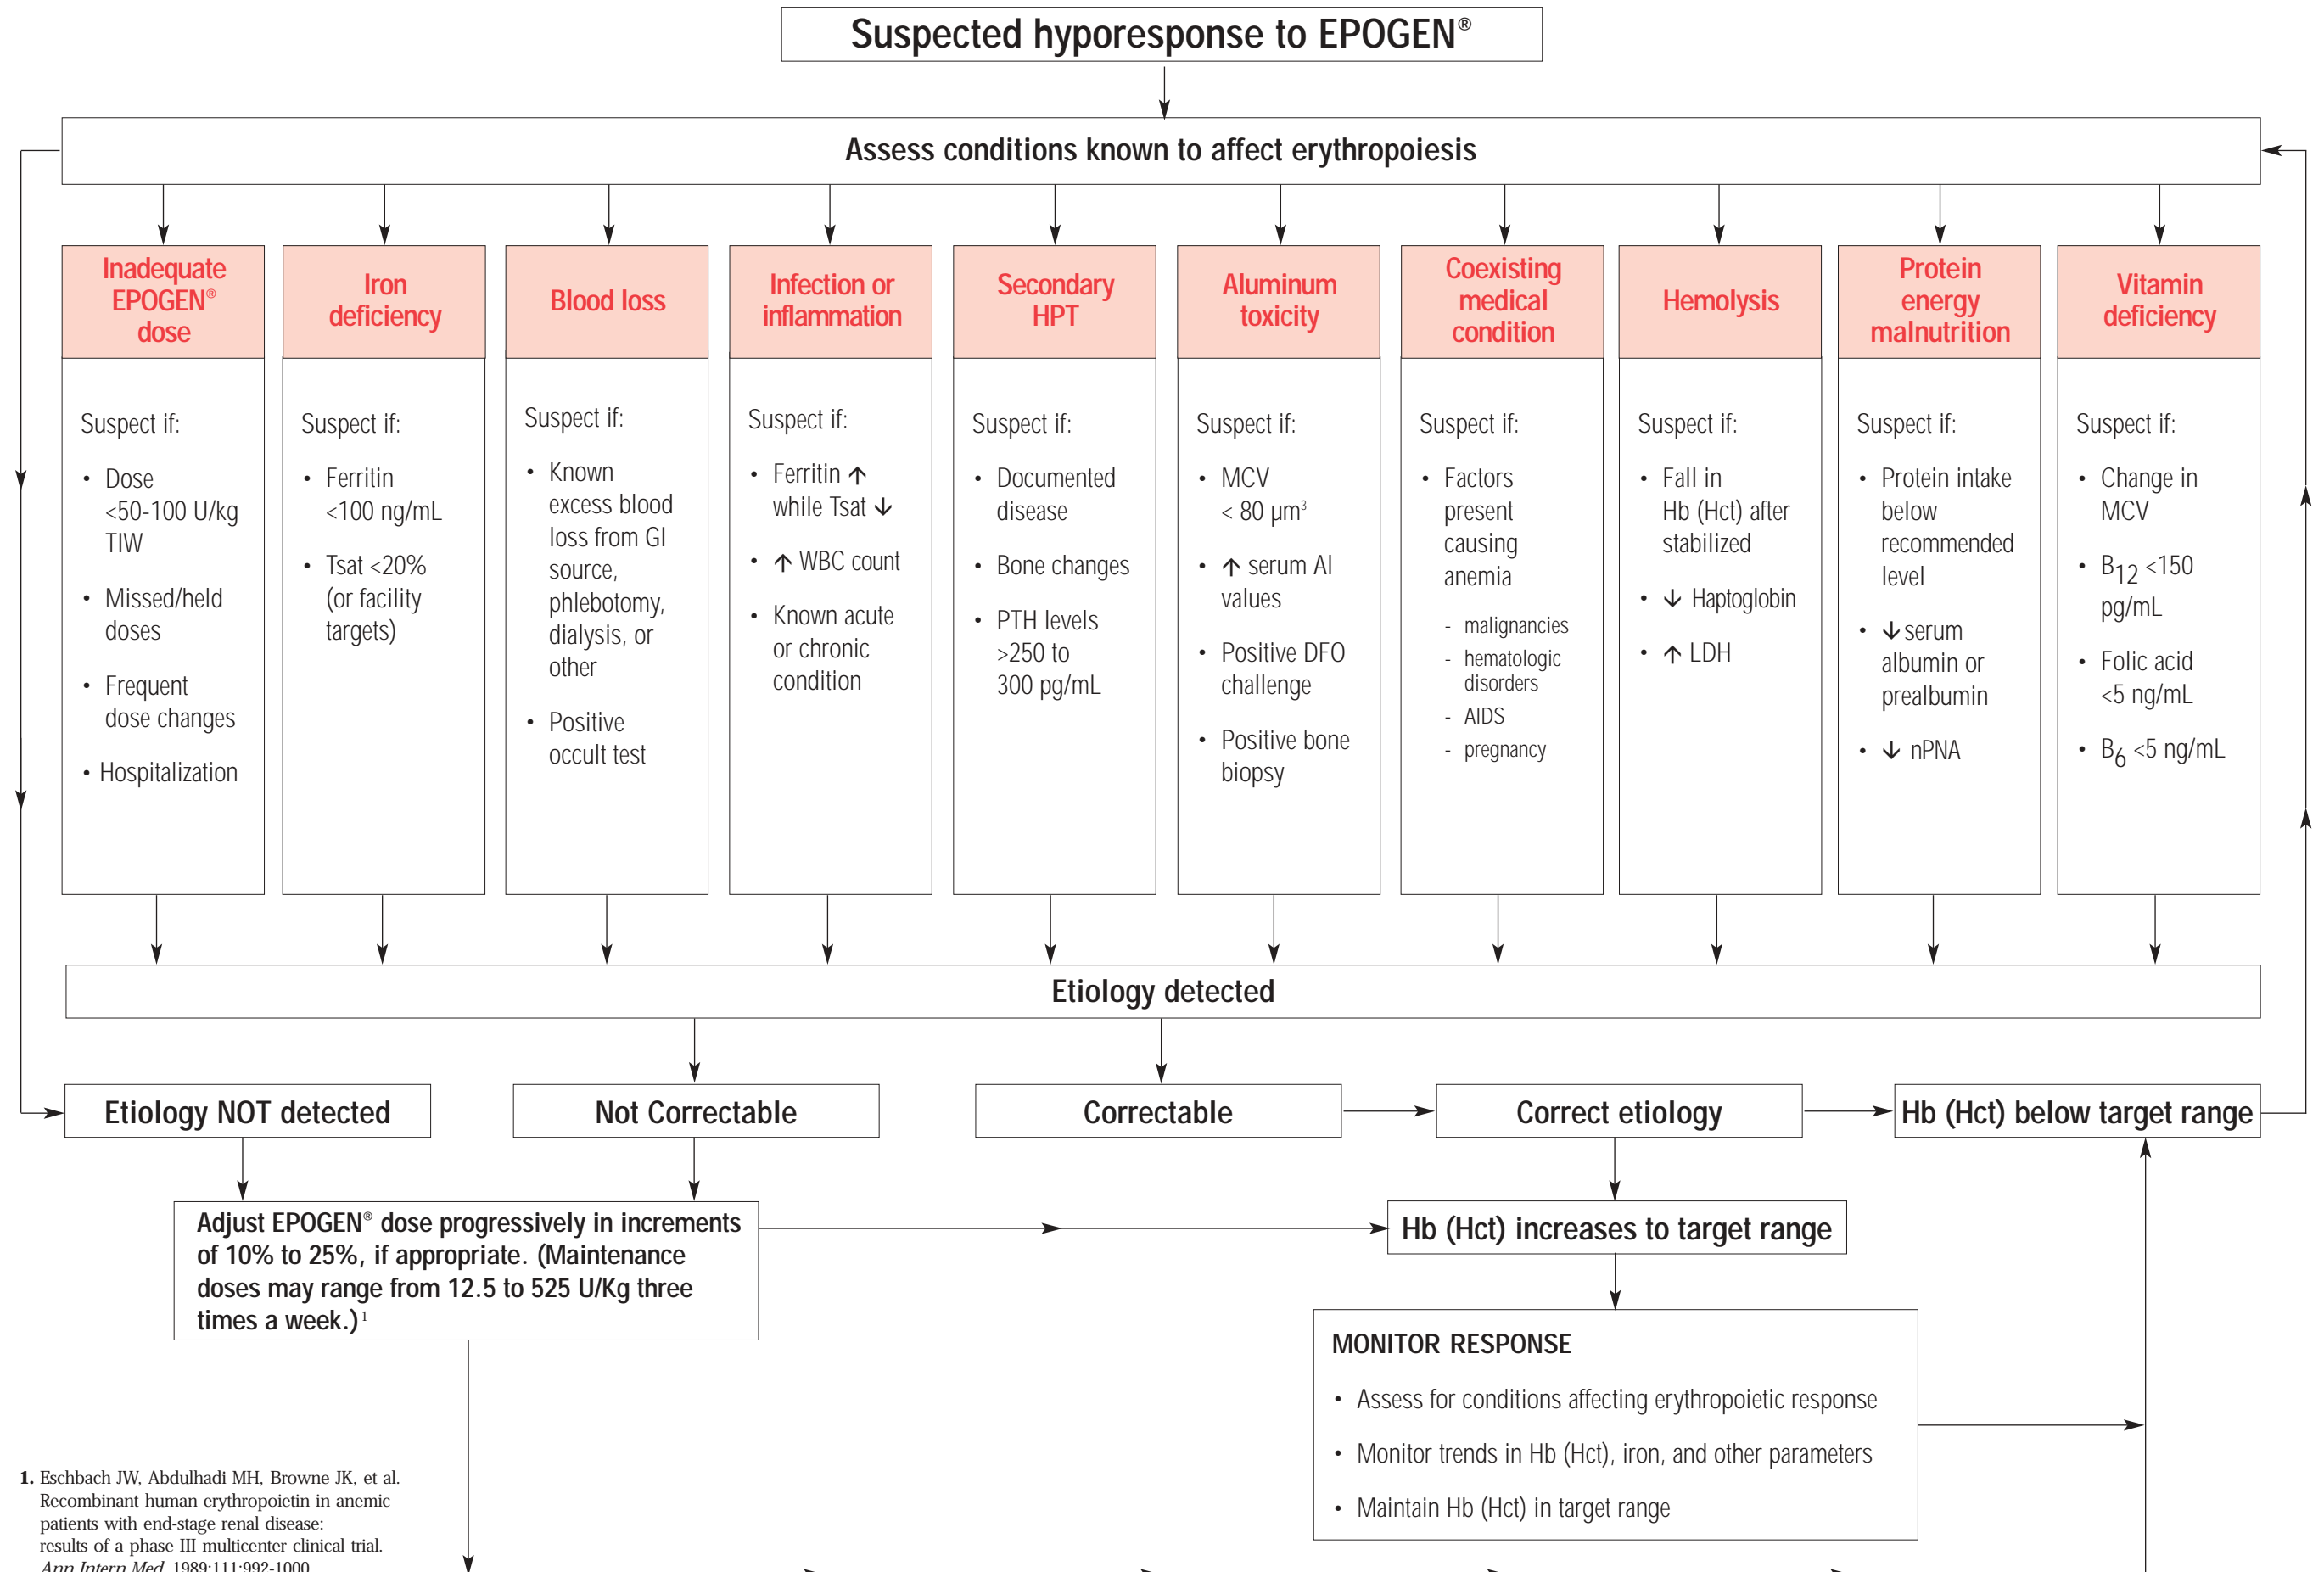 Suspected hyporesponse to EPOGEN®
Assess conditions known to affect erythropoiesis
Inadequate
EPOGEN®
dose
Suspect if:
• Dose
<50-100 U/kg
TIW
• Missed/held
doses
• Frequent
dose changes
• Hospitalization
Iron
deficiency
Suspect if:
• Ferritin
<100 ng/mL
• Tsat <20%
(or facility
targets)
Blood loss
Suspect if:
• Known
excess blood
loss from GI
source,
phlebotomy,
dialysis, or
other
• Positive
occult test
Infection or
inflammation
Suspect if:
• Ferritin ↑
while Tsat ↓
• ↑ WBC count
• Known acute
or chronic
condition
Secondary
HPT
Suspect if:
• Documented
disease
• Bone changes
• PTH levels
>250 to
300 pg/mL
Aluminum
toxicity
Suspect if:
• MCV
< 80 µm³
• ↑ serum Al
values
• Positive DFO
challenge
• Positive bone
biopsy
Coexisting
medical
condition
Suspect if:
• Factors
present
causing
anemia
- malignancies
- hematologic
disorders
- AIDS
- pregnancy
Hemolysis
Suspect if:
• Fall in
Hb (Hct) after
stabilized
• ↓ Haptoglobin
• ↑ LDH
Protein
energy
malnutrition
Suspect if:
• Protein intake
below
recommended
level
• ↓ serum
albumin or
prealbumin
• ↓ nPNA
Vitamin
deficiency
Suspect if:
• Change in
MCV
• B₁₂ <150
pg/mL
• Folic acid
<5 ng/mL
• B₆ <5 ng/mL
Etiology detected
Etiology NOT detected
Not Correctable
Correctable
Correct etiology
Hb (Hct) below target range
Adjust EPOGEN® dose progressively in increments
of 10% to 25%, if appropriate. (Maintenance
doses may range from 12.5 to 525 U/Kg three
times a week.)¹
Hb (Hct) increases to target range
MONITOR RESPONSE
• Assess for conditions affecting erythropoietic response
• Monitor trends in Hb (Hct), iron, and other parameters
• Maintain Hb (Hct) in target range
1. Eschbach JW, Abdulhadi MH, Browne JK, et al.
Recombinant human erythropoietin in anemic
patients with end-stage renal disease:
results of a phase III multicenter clinical trial.
Ann Intern Med. 1989;111:992-1000